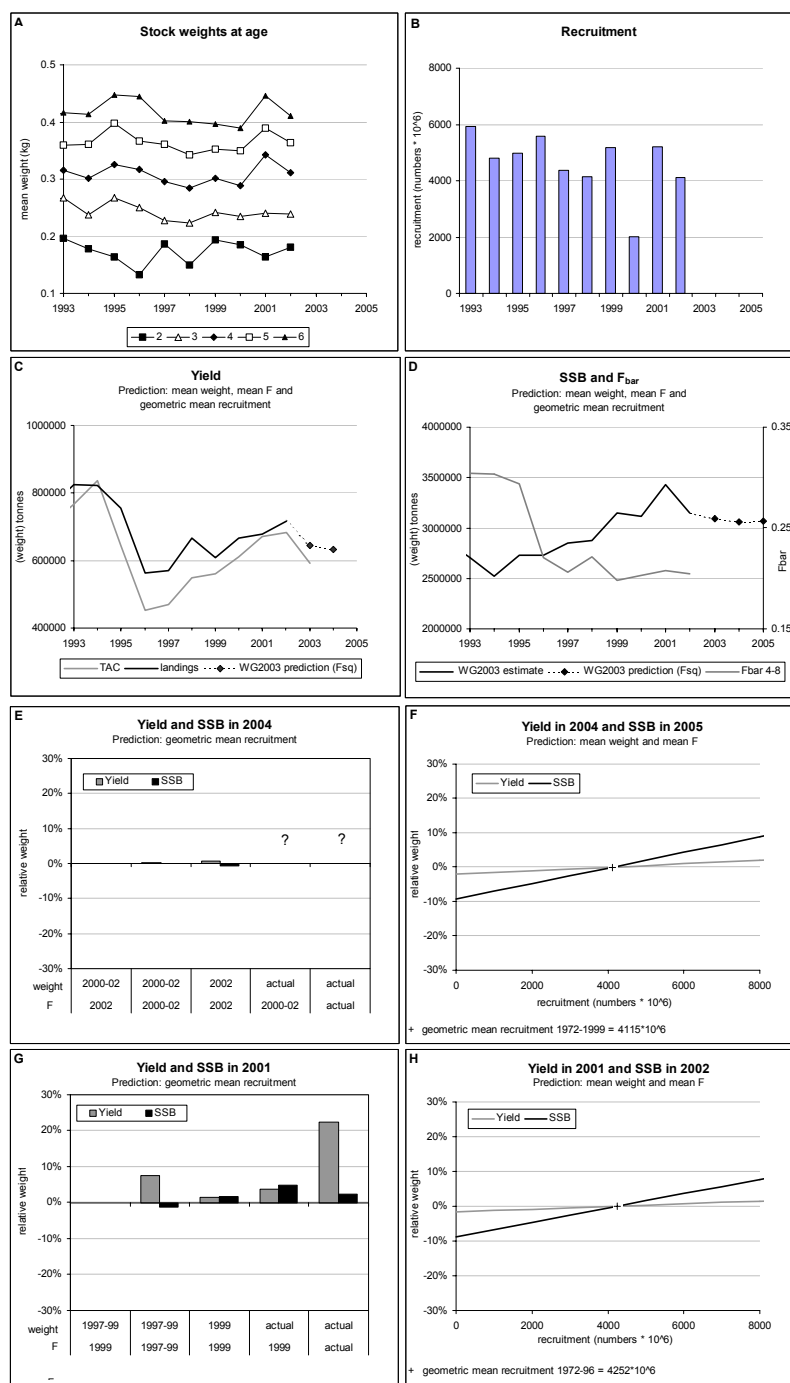 A
Stock weights at age
0.5
0.4
0.3
0.2
0.1
mean weight (kg)
1993 1995 1997 1999 2001 2003 2005
2 3 4 5 6
B
Recruitment
8000
6000
4000
2000
0
recruitment (numbers * 10^6)
1993 1995 1997 1999 2001 2003 2005
C
Yield
Prediction: mean weight, mean F and
geometric mean recruitment
1000000
800000
600000
400000
(weight) tonnes
1993 1995 1997 1999 2001 2003 2005
TAC landings WG2003 prediction (Fsq)
D
SSB and Fbar
Prediction: mean weight, mean F and
geometric mean recruitment
4000000
3500000
3000000
2500000
2000000
(weight) tonnes
0.35
0.25
0.15
Fbar
1993 1995 1997 1999 2001 2003 2005
WG2003 estimate WG2003 prediction (Fsq) Fbar 4-8
E
Yield and SSB in 2004
Prediction: geometric mean recruitment
30%
20%
10%
0%
-10%
-20%
-30%
relative weight
Yield SSB
? ?
weight 2000-02 2000-02 2002 actual actual
F 2002 2000-02 2002 2000-02 actual
F
Yield in 2004 and SSB in 2005
Prediction: mean weight and mean F
30%
20%
10%
0%
-10%
-20%
-30%
relative weight
Yield SSB
+
0 2000 4000 6000 8000
recruitment (numbers * 10^6)
+ geometric mean recruitment 1972-1999 = 4115*10^6
G
Yield and SSB in 2001
Prediction: geometric mean recruitment
30%
20%
10%
0%
-10%
-20%
-30%
relative weight
Yield SSB
weight 1997-99 1997-99 1999 actual actual
F 1999 1997-99 1999 1999 actual
H
Yield in 2001 and SSB in 2002
Prediction: mean weight and mean F
30%
20%
10%
0%
-10%
-20%
-30%
relative weight
Yield SSB
+
0 2000 4000 6000 8000
recruitment (numbers * 10^6)
+ geometric mean recruitment 1972-96 = 4252*10^6